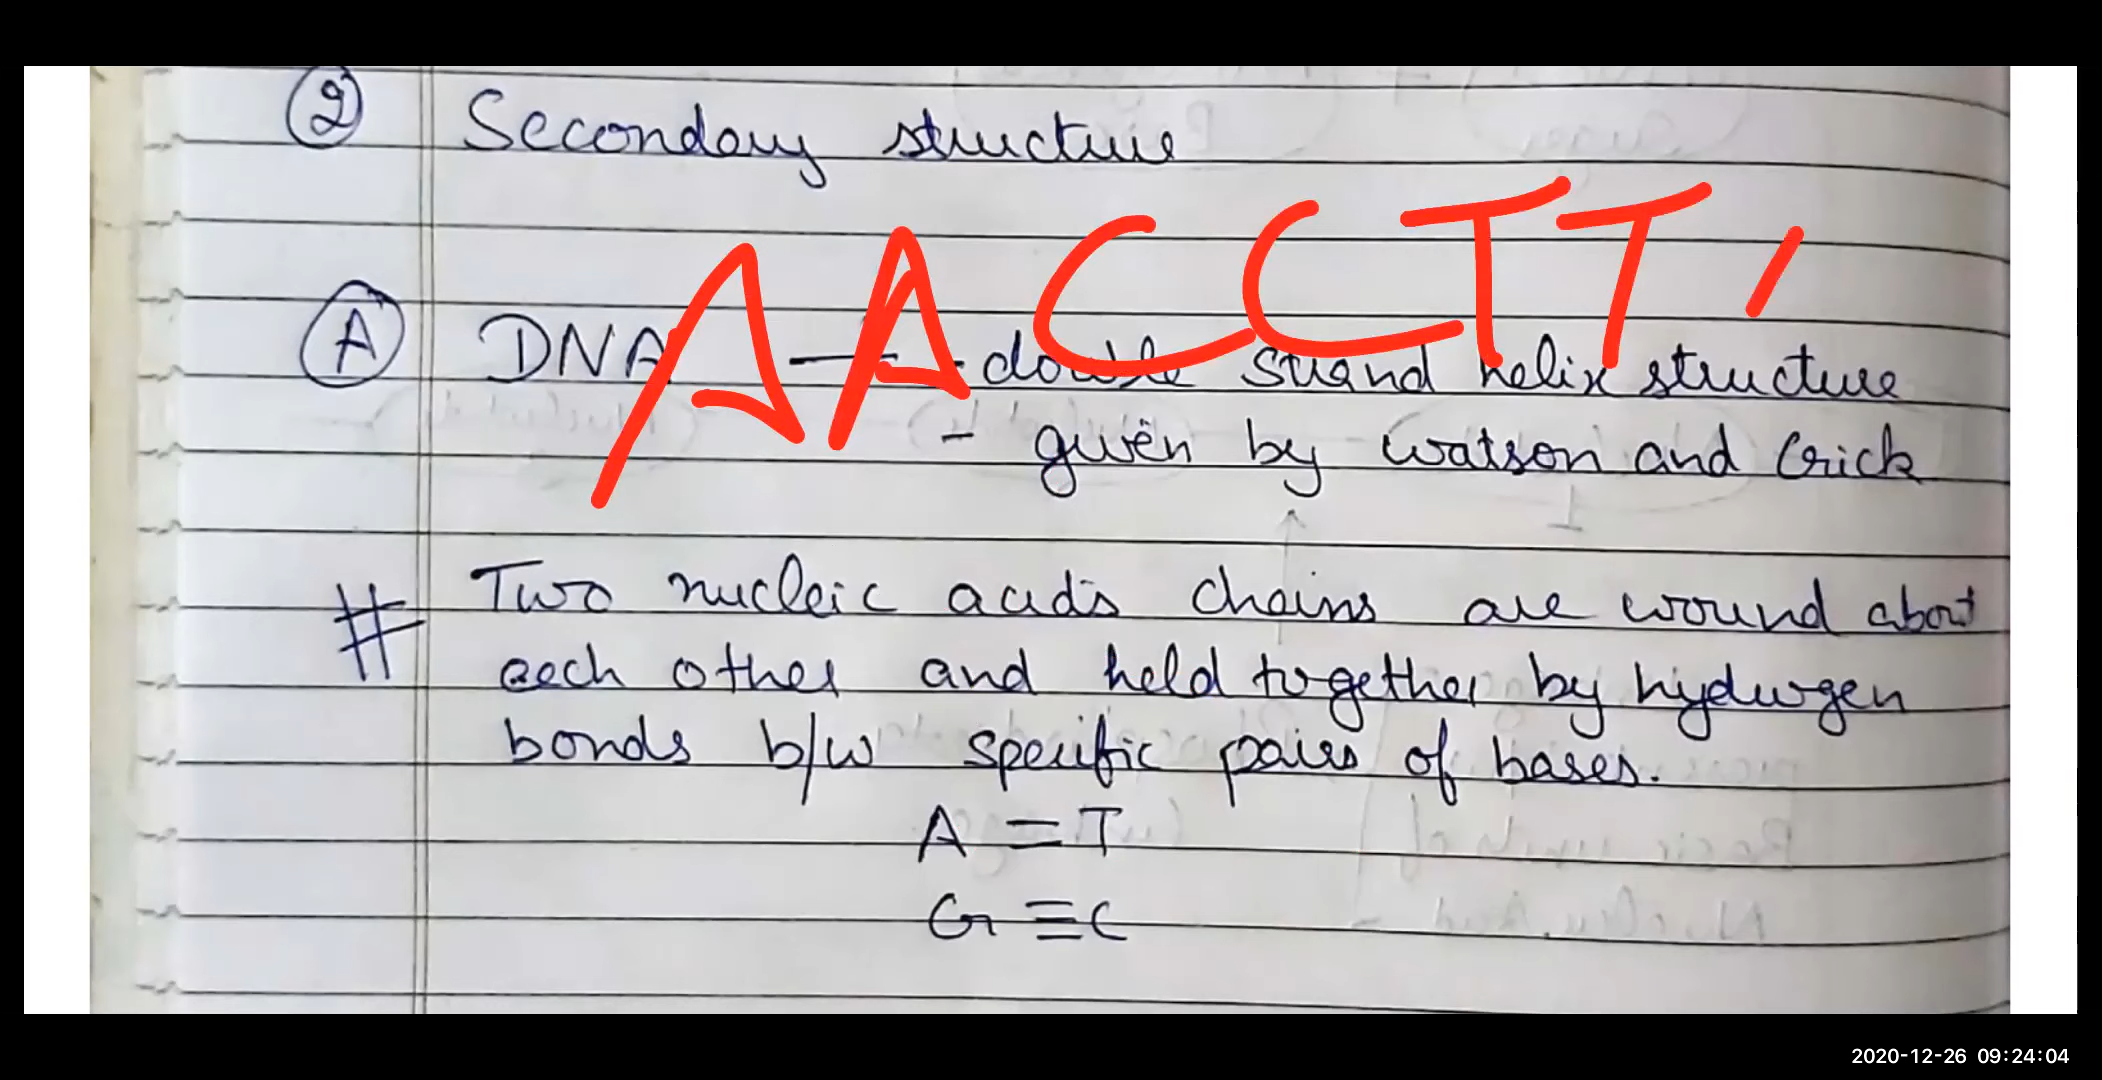 ② Secondary structure
AACCTT,
Ⓐ DNA — double strand helix structure
- given by Watson and Crick
# Two nucleic acids chains are wound about
each other and held together by hydrogen
bonds b/w specific pairs of bases.
A = T
G ≡ C
2020-12-26 09:24:04